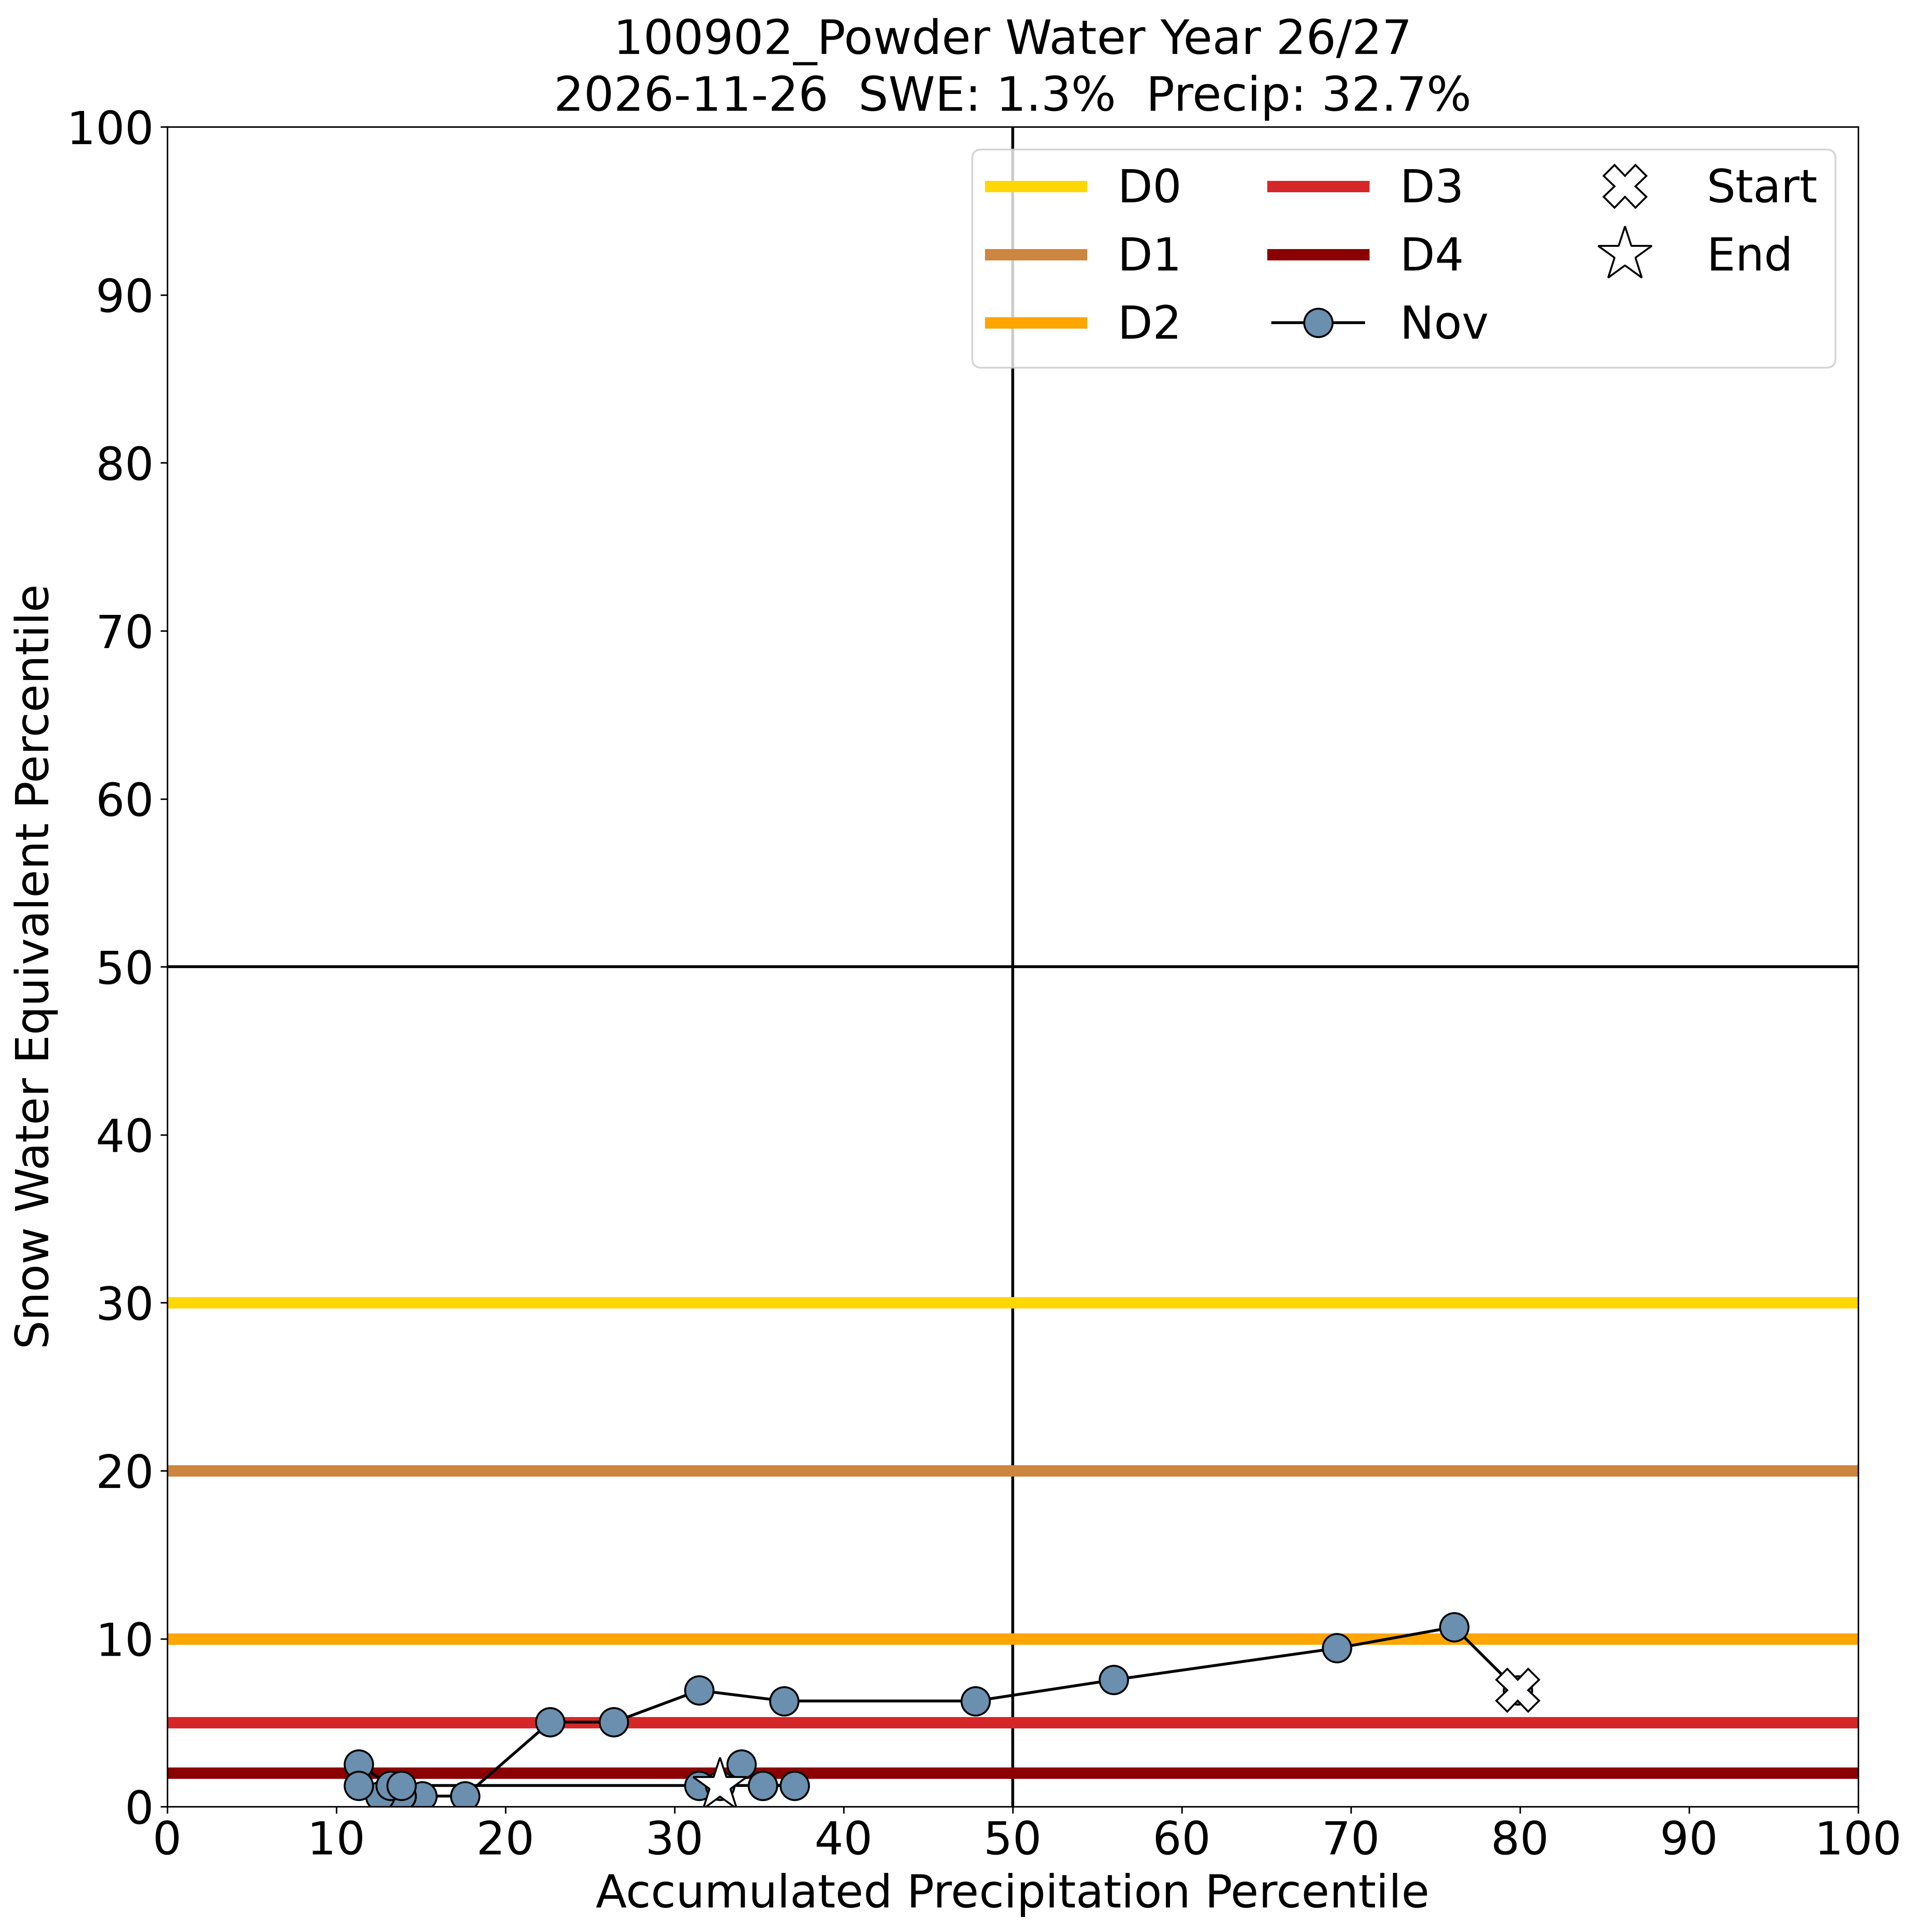 100902_Powder Water Year 26/27
2026-11-26  SWE: 1.3%  Precip: 32.7%
D0
D1
D2
D3
D4
Nov
Start
End
Snow Water Equivalent Percentile
100
90
80
70
60
50
40
30
20
10
0
0 10 20 30 40 50 60 70 80 90 100
Accumulated Precipitation Percentile